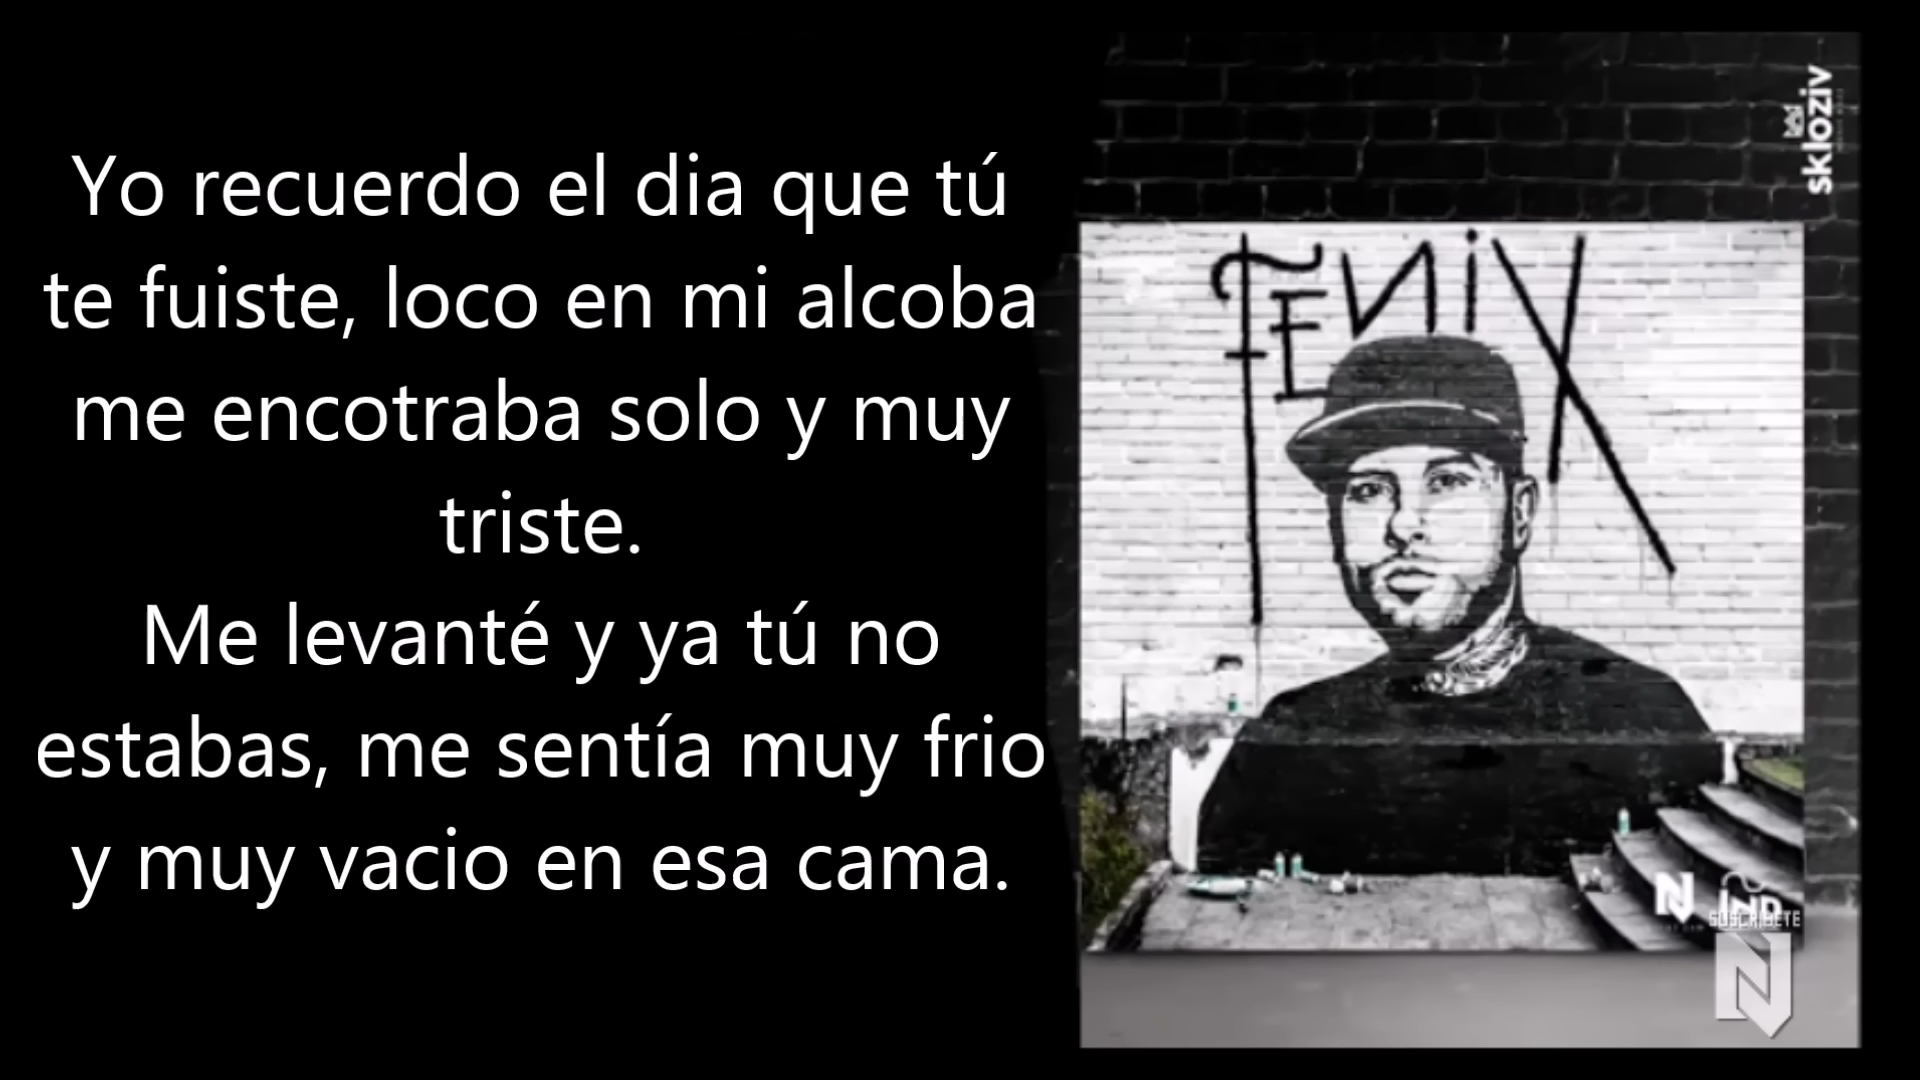 Yo recuerdo el dia que tú
te fuiste, loco en mi alcoba
me encotraba solo y muy
triste.
Me levanté y ya tú no
estabas, me sentía muy frio
y muy vacio en esa cama.
skloziv
FENiX
N
SUSCRIBETE